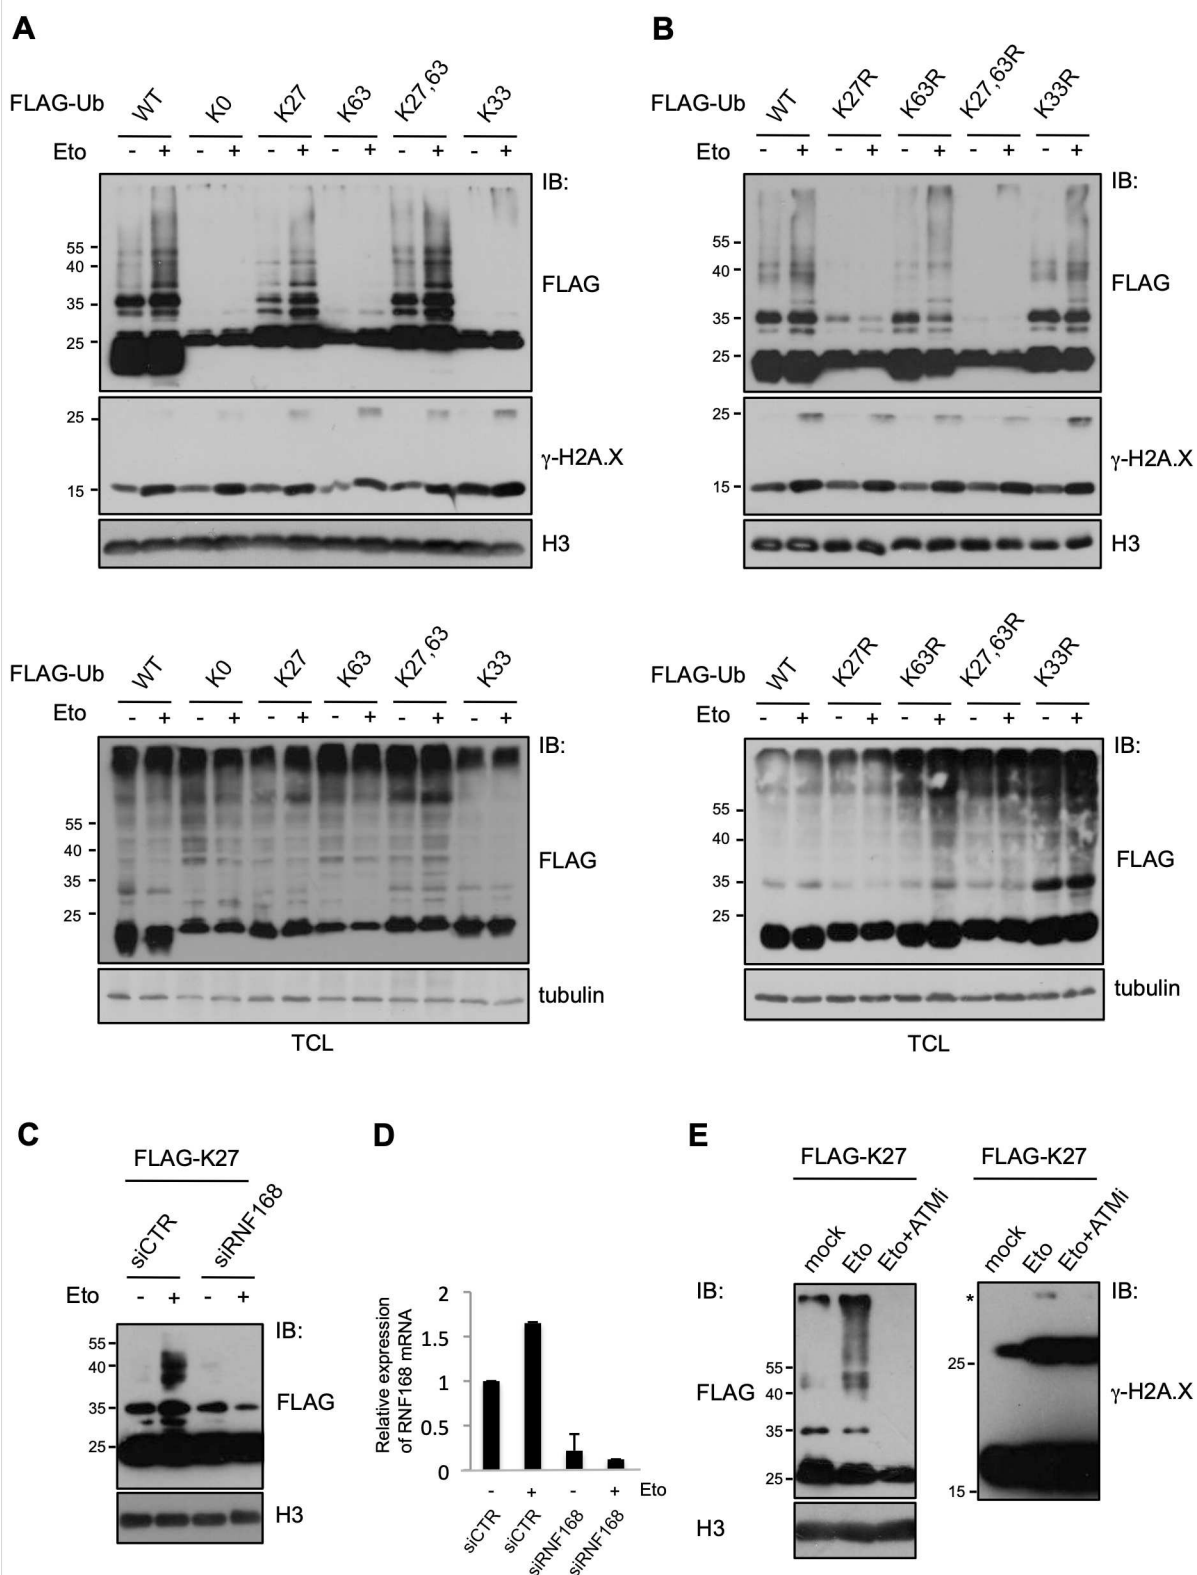 A
FLAG-Ub WT K0 K27 K63 K27,63 K33
Eto - + - + - + - + - + - +
IB:
55
40
35
25
FLAG
25
15
γ-H2A.X
H3
FLAG-Ub WT K0 K27 K63 K27,63 K33
Eto - + - + - + - + - + - +
IB:
55
40
35
25
FLAG
tubulin
TCL
B
FLAG-Ub WT K27R K63R K27,63R K33R
Eto - + - + - + - + - +
IB:
55
40
35
25
FLAG
25
15
γ-H2A.X
H3
FLAG-Ub WT K27R K63R K27,63R K33R
Eto - + - + - + - + - +
IB:
55
40
35
25
FLAG
tubulin
TCL
C
FLAG-K27
siCTR siRNF168
Eto - + - +
IB:
55
40
35
25
FLAG
H3
D
Relative expression
of RNF168 mRNA
2
1.5
1
0.5
0
- + - + Eto
siCTR siCTR siRNF168 siRNF168
E
FLAG-K27
mock Eto Eto+ATMi
IB:
55
40
35
25
FLAG
H3
FLAG-K27
mock Eto Eto+ATMi
* IB:
25
15
γ-H2A.X